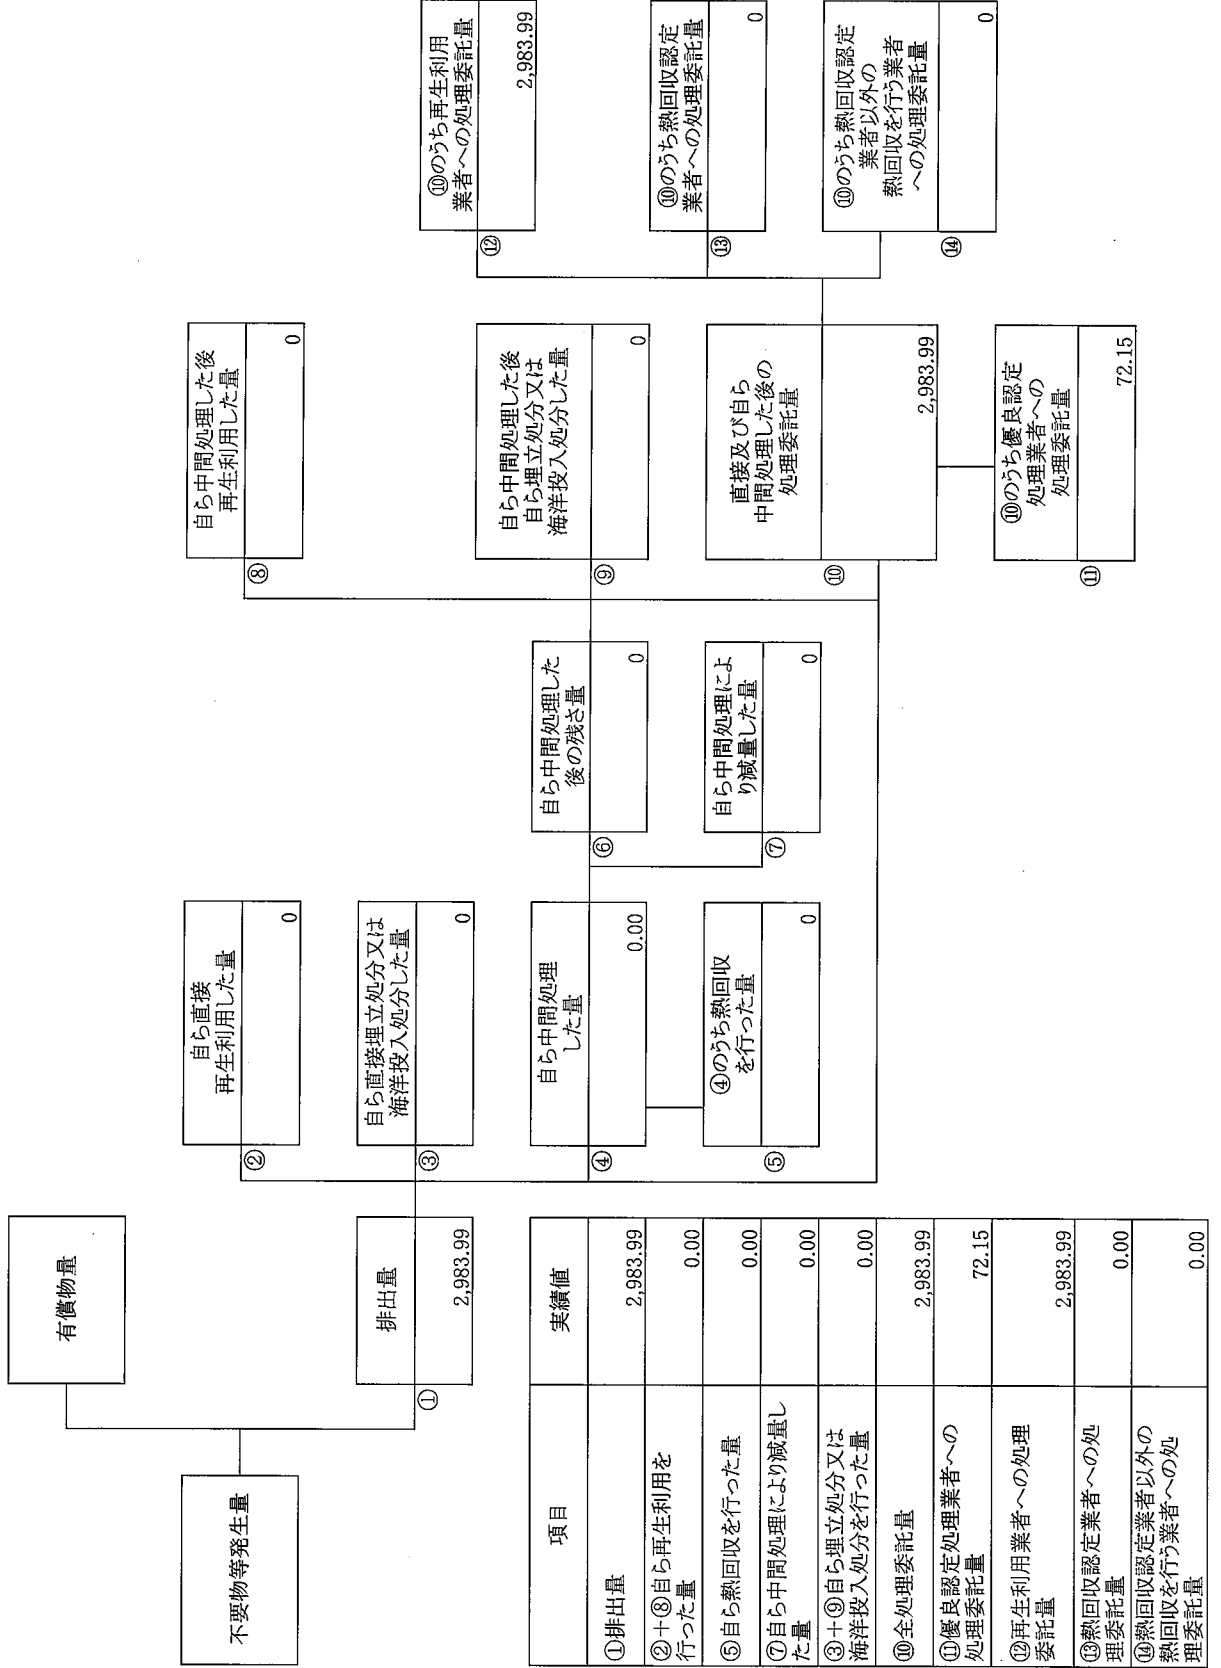 不要物等発生量
有償物量
①
排出量
2,983.99
②
自ら直接
再生利用した量
0
③
自ら直接埋立処分又は
海洋投入処分した量
0
④
自ら中間処理
した量
0.00
⑤
④のうち熱回収
を行った量
0
⑥
自ら中間処理した
後の残さ量
0
⑦
自ら中間処理によ
り減量した量
0
⑧
自ら中間処理した後
再生利用した量
0
⑨
自ら中間処理した後
自ら埋立処分又は
海洋投入処分した量
0
⑩
直接及び自ら
中間処理した後の
処理委託量
2,983.99
⑪
⑩のうち優良認定
処理業者への
処理委託量
72.15
⑫
⑩のうち再生利用
業者への処理委託量
2,983.99
⑬
⑩のうち熱回収認定
業者への処理委託量
0
⑭
⑩のうち熱回収認定
業者以外の
熱回収を行う業者
への処理委託量
0
項目
実績値
①排出量
2,983.99
②+⑧自ら再生利用を
行った量
0.00
⑤自ら熱回収を行った量
0.00
⑦自ら中間処理により減量し
た量
0.00
③+⑨自ら埋立処分又は
海洋投入処分を行った量
0.00
⑩全処理委託量
2,983.99
⑪優良認定処理業者への
処理委託量
72.15
⑫再生利用業者への処理
委託量
2,983.99
⑬熱回収認定業者への処
理委託量
0.00
⑭熱回収認定業者以外の
熱回収を行う業者への処
理委託量
0.00